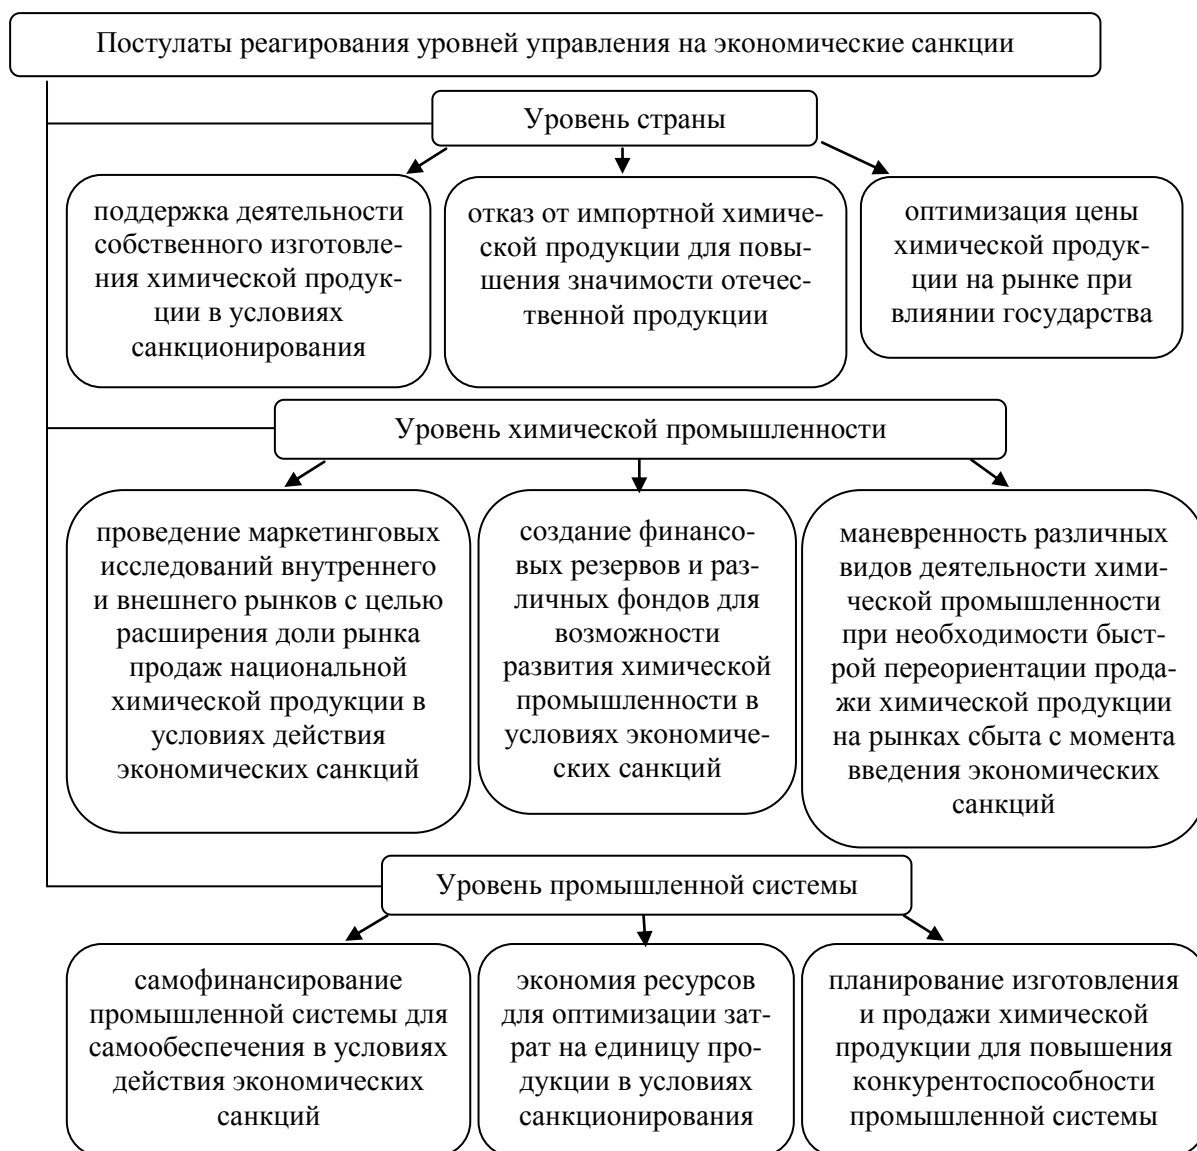 Постулаты реагирования уровней управления на экономические санкции
Уровень страны
поддержка деятельности
собственного изготовле-
ния химической продук-
ции в условиях
санкционирования
отказ от импортной химиче-
ской продукции для повы-
шения значимости отечес-
твенной продукции
оптимизация цены
химической продук-
ции на рынке при
влиянии государства
Уровень химической промышленности
проведение маркетинговых
исследований внутреннего
и внешнего рынков с целью
расширения доли рынка
продаж национальной
химической продукции в
условиях действия
экономических санкций
создание финансо-
вых резервов и раз-
личных фондов для
возможности
развития химической
промышленности в
условиях экономиче-
ских санкций
маневренность различных
видов деятельности хими-
ческой промышленности
при необходимости быст-
рой переориентации прода-
жи химической продукции
на рынках сбыта с момента
введения экономических
санкций
Уровень промышленной системы
самофинансирование
промышленной системы для
самообеспечения в условиях
действия экономических
санкций
экономия ресурсов
для оптимизации зат-
рат на единицу про-
дукции в условиях
санкционирования
планирование изготовления
и продажи химической
продукции для повышения
конкурентоспособности
промышленной системы